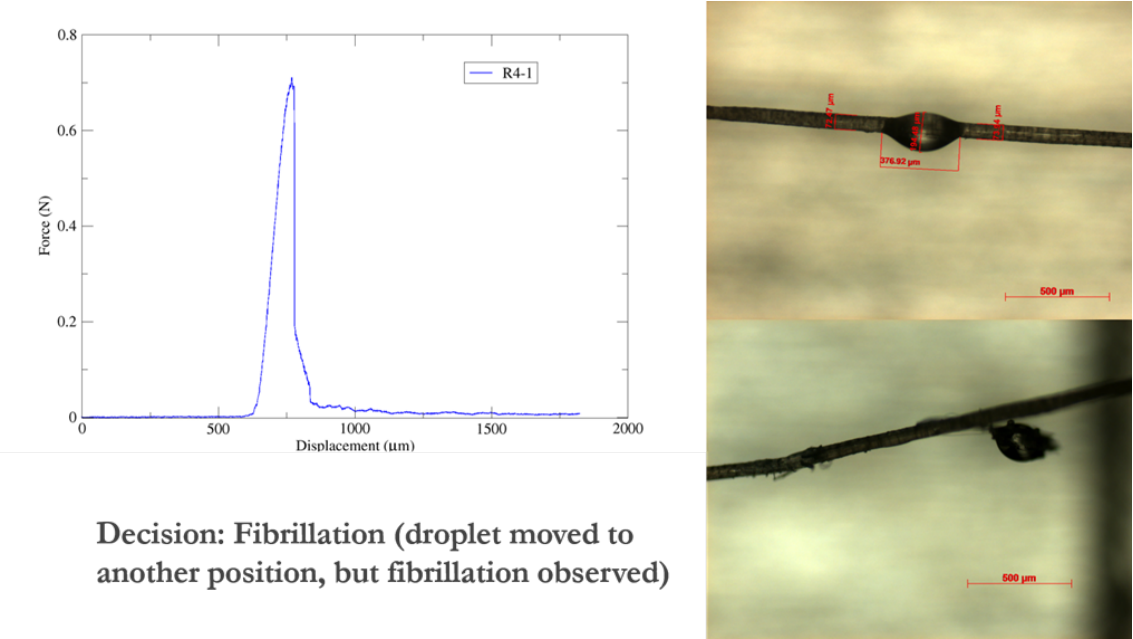 0.8
R4-1
0.6
Force (N)
0.4
0.2
0
0
500
1000
1500
2000
Displacement (μm)
376.92 µm
500 µm
500 µm
Decision: Fibrillation (droplet moved to
another position, but fibrillation observed)